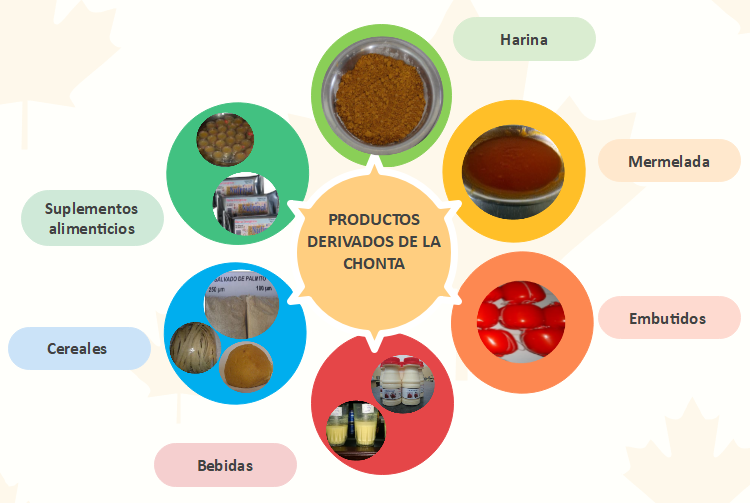 Harina
Mermelada
PRODUCTOS
DERIVADOS DE LA
CHONTA
Suplementos
alimenticios
SALVADO DE PALMITO
250 µm 180 µm
Embutidos
Cereales
Bebidas